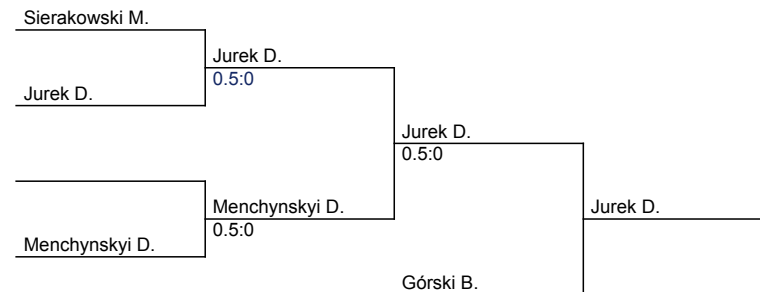 Sierakowski M.
Jurek D.
0.5:0
Jurek D.
Jurek D.
0.5:0
Menchynskyi D.
0.5:0
Jurek D.
Menchynskyi D.
Górski B.